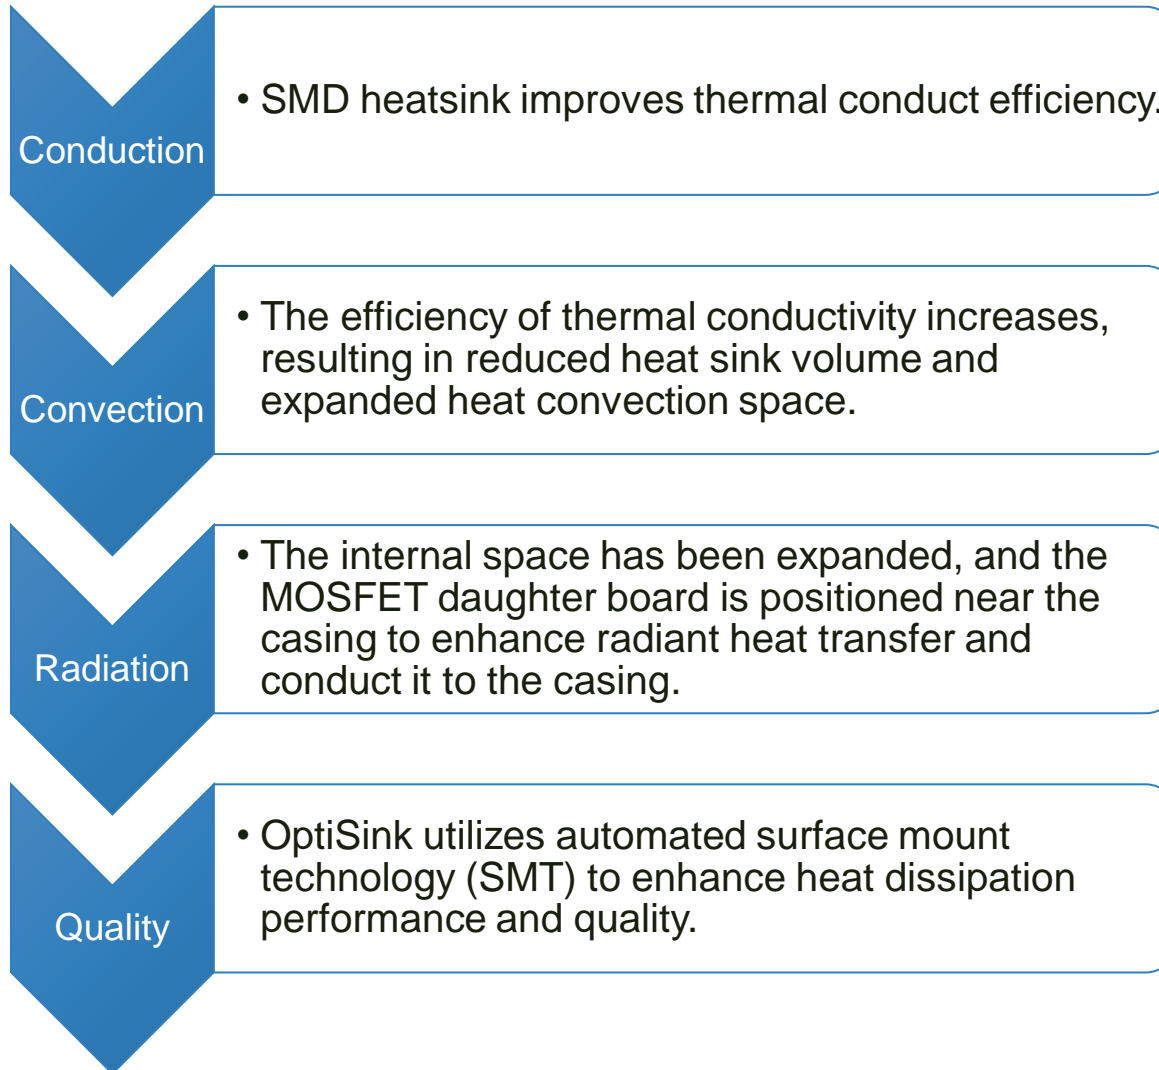 Conduction
• SMD heatsink improves thermal conduct efficiency.
Convection
• The efficiency of thermal conductivity increases,
resulting in reduced heat sink volume and
expanded heat convection space.
Radiation
• The internal space has been expanded, and the
MOSFET daughter board is positioned near the
casing to enhance radiant heat transfer and
conduct it to the casing.
Quality
• OptiSink utilizes automated surface mount
technology (SMT) to enhance heat dissipation
performance and quality.